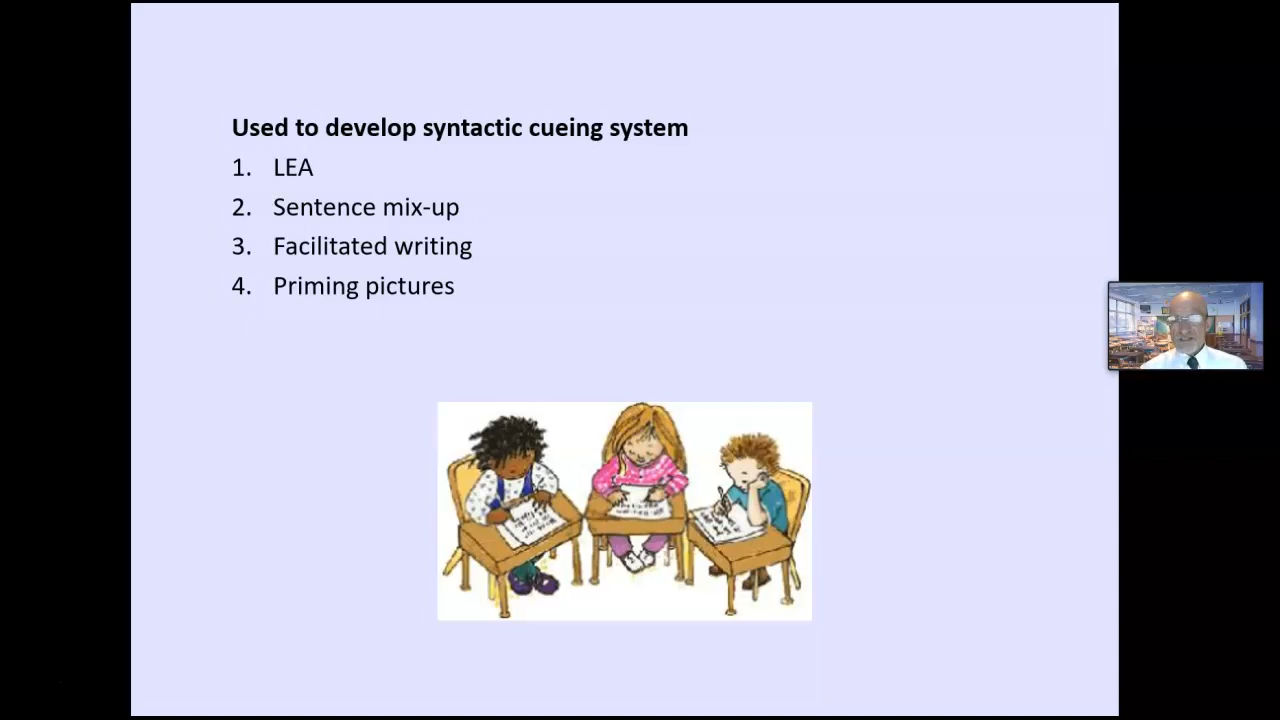 Used to develop syntactic cueing system
1. LEA
2. Sentence mix-up
3. Facilitated writing
4. Priming pictures